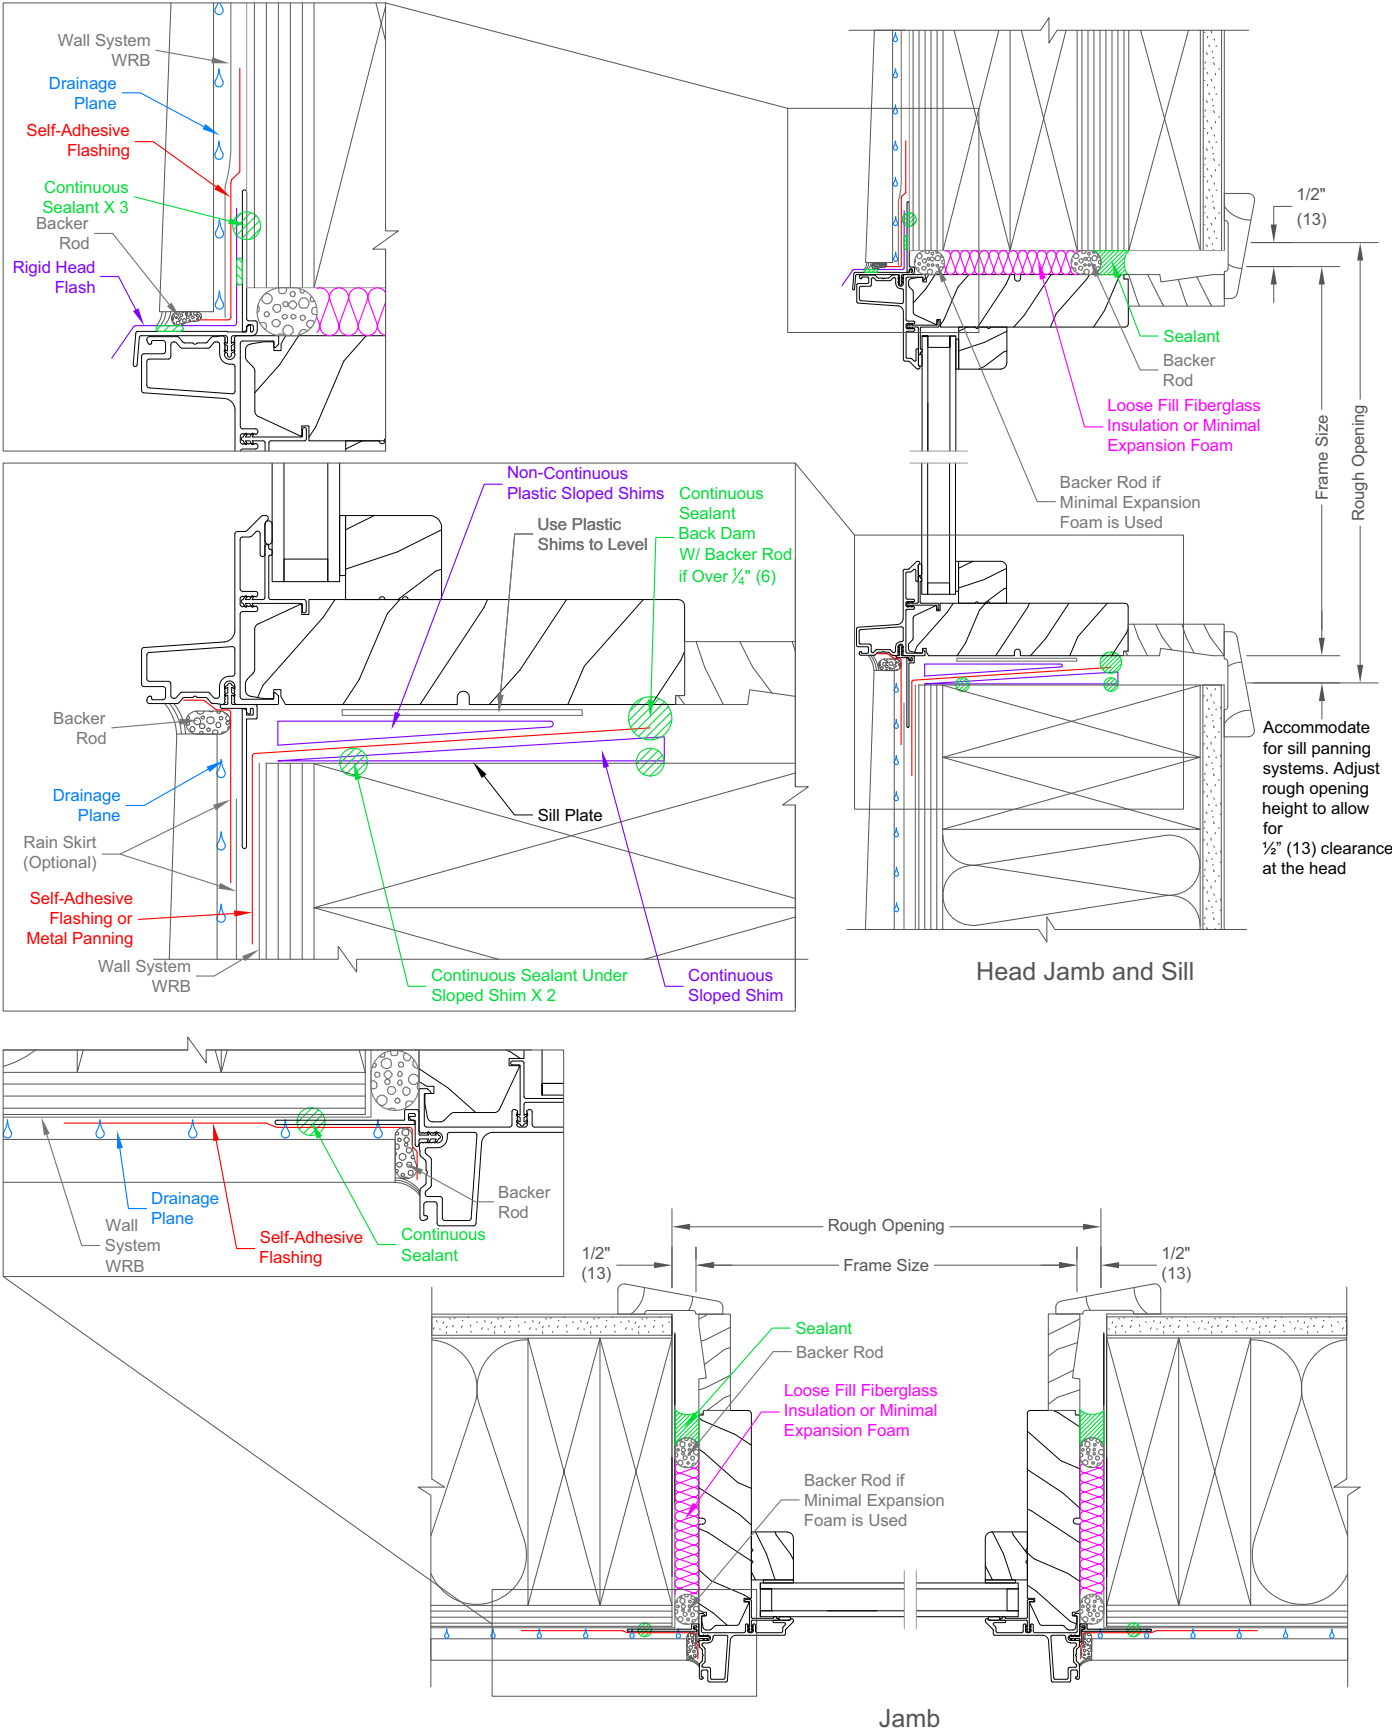 Wall System
WRB
Drainage
Plane
Self-Adhesive
Flashing
Continuous
Sealant X 3
Backer
Rod
Rigid Head
Flash
1/2"
(13)
Sealant
Backer
Rod
Loose Fill Fiberglass
Insulation or Minimal
Expansion Foam
Backer Rod if
Minimal Expansion
Foam is Used
Frame Size
Rough Opening
Non-Continuous
Plastic Sloped Shims
Use Plastic
Shims to Level
Continuous
Sealant
Back Dam
W/ Backer Rod
if Over ¼" (6)
Backer
Rod
Drainage
Plane
Rain Skirt
(Optional)
Self-Adhesive
Flashing or
Metal Panning
Wall System
WRB
Sill Plate
Continuous Sealant Under
Sloped Shim X 2
Continuous
Sloped Shim
Accommodate
for sill panning
systems. Adjust
rough opening
height to allow
for
½" (13) clearance
at the head
Head Jamb and Sill
Drainage
Plane
Wall
System
WRB
Self-Adhesive
Flashing
Continuous
Sealant
Backer
Rod
Rough Opening
1/2"
(13)
Frame Size
1/2"
(13)
Sealant
Backer Rod
Loose Fill Fiberglass
Insulation or Minimal
Expansion Foam
Backer Rod if
Minimal Expansion
Foam is Used
Jamb